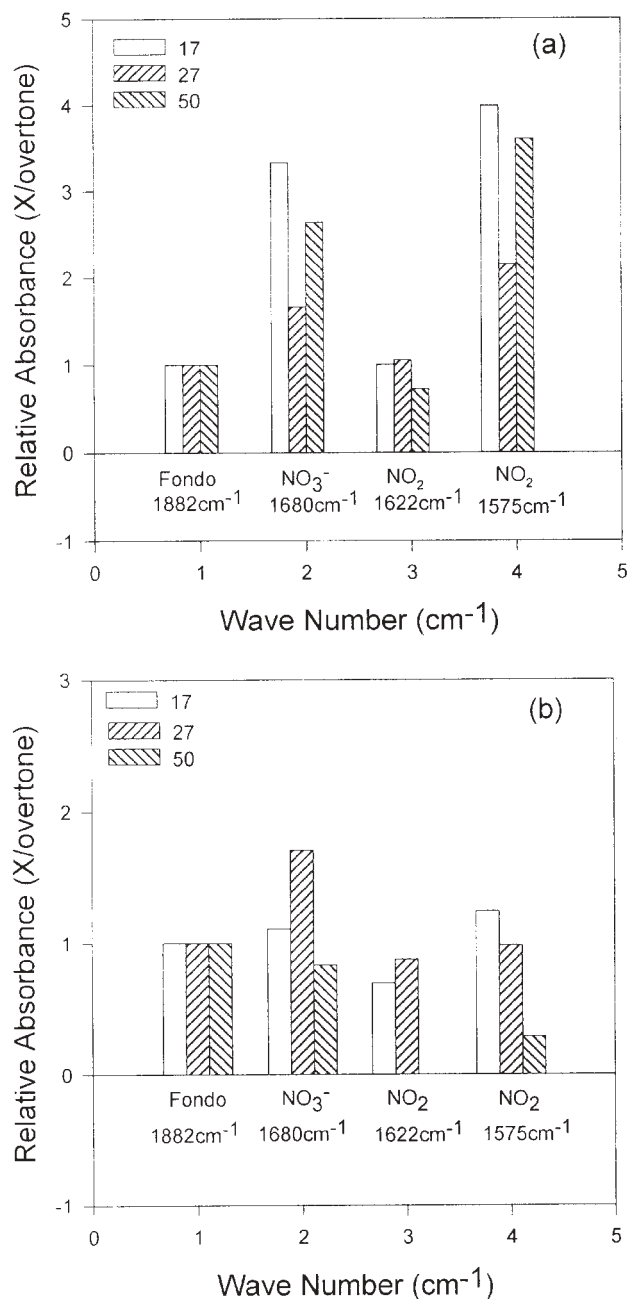 (a)
17
27
50
5
4
3
2
1
0
-1
Relative Absorbance (X/overtone)
Fondo NO₃⁻ NO₂ NO₂
1882cm⁻¹ 1680cm⁻¹ 1622cm⁻¹ 1575cm⁻¹
0 1 2 3 4 5
Wave Number (cm⁻¹)
(b)
17
27
50
3
2
1
0
-1
Relative Absorbance (X/overtone)
Fondo NO₃⁻ NO₂ NO₂
1882cm⁻¹ 1680cm⁻¹ 1622cm⁻¹ 1575cm⁻¹
0 1 2 3 4 5
Wave Number (cm⁻¹)